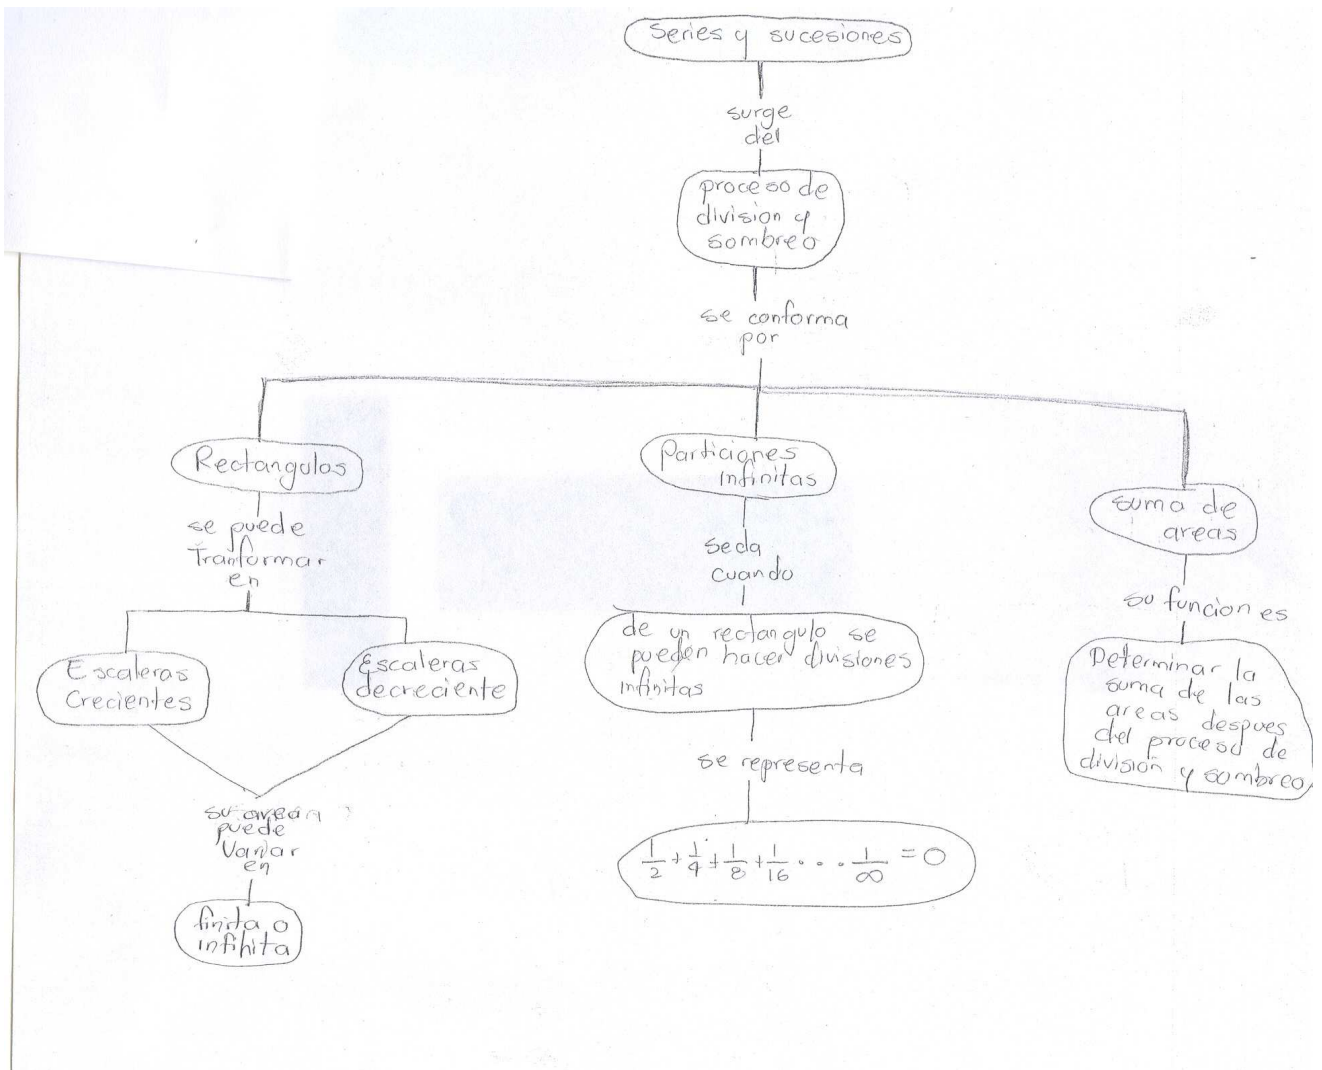 Series y sucesiones
surge
del
proceso de
division y
sombreo
se conforma
por
Rectangulos
se puede
Tranformar
en
Escaleras
Crecientes
Escaleras
decreciente
su area
puede
Variar
en
finita o
infinita
Particiones
infinitas
seda
cuando
de un rectangulo se
pueden hacer divisiones
infinitas
se representa
1/2 + 1/4 + 1/8 + 1/16 . . . 1/∞ = 0
suma de
areas
su funcion es
Determinar la
suma de las
areas despues
del proceso de
división y sombreo